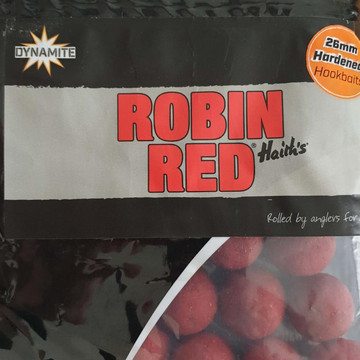 DYNAMITE
26mm
Hardened
Hookbaits
ROBIN
RED
Haith's
Rolled by anglers for